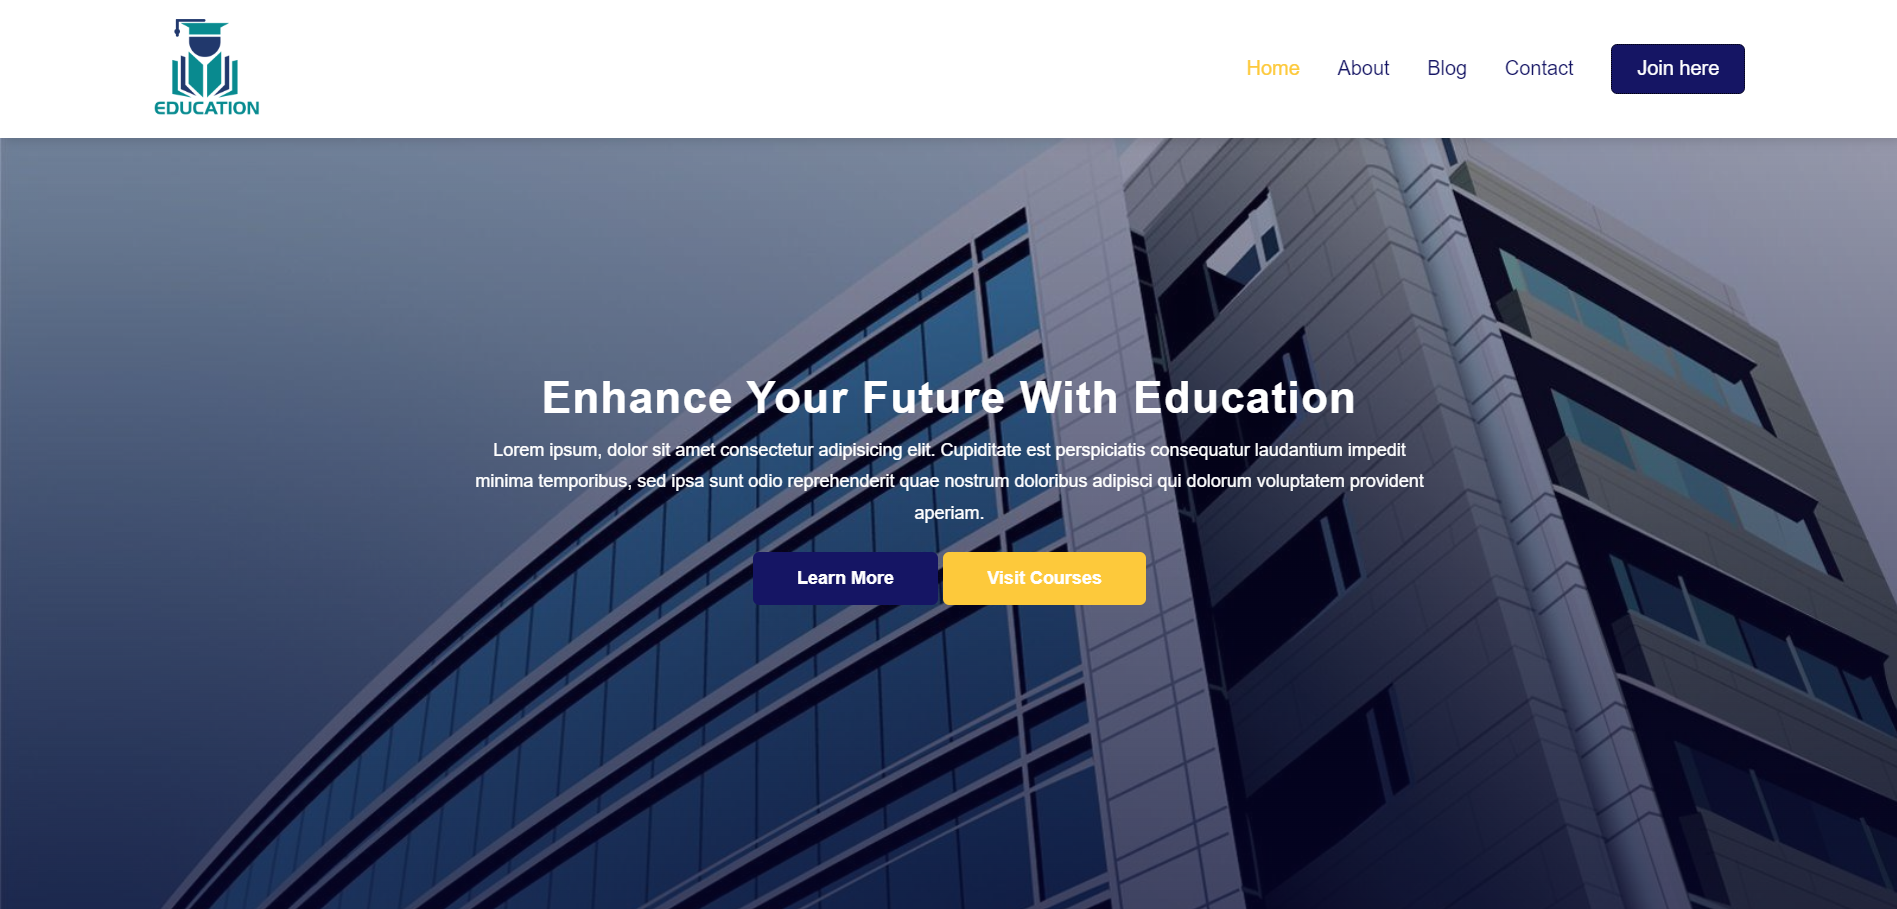 EDUCATION
Home
About
Blog
Contact
Join here
Enhance Your Future With Education
Lorem ipsum, dolor sit amet consectetur adipisicing elit. Cupiditate est perspiciatis consequatur laudantium impedit
minima temporibus, sed ipsa sunt odio reprehenderit quae nostrum doloribus adipisci qui dolorum voluptatem provident
aperiam.
Learn More
Visit Courses